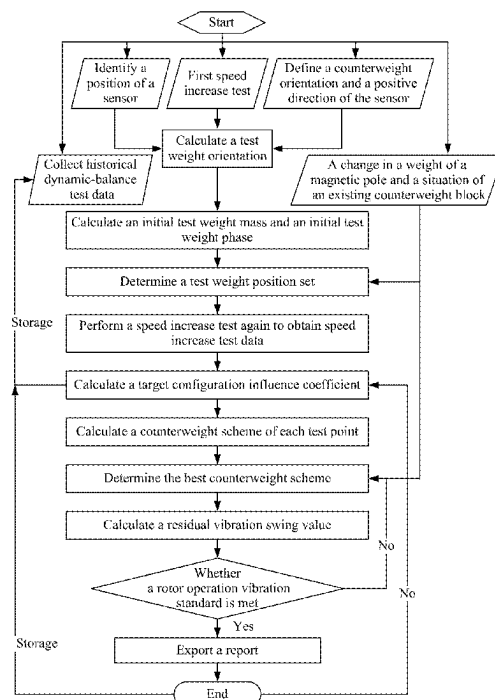 Start
Identify a
position of a
sensor
First speed
increase test
Define a counterweight
orientation and a positive
direction of the sensor
Calculate a test
weight orientation
Collect historical
dynamic-balance
test data
A change in a weight of a
magnetic pole and a situation of
an existing counterweight block
Calculate an initial test weight mass and an initial test
weight phase
Determine a test weight position set
Storage
Perform a speed increase test again to obtain speed
increase test data
Calculate a target configuration influence coefficient
Calculate a counterweight scheme of each test point
Determine the best counterweight scheme
Calculate a residual vibration swing value
No
Whether
a rotor operation vibration
standard is met
No
Yes
Storage
Export a report
End